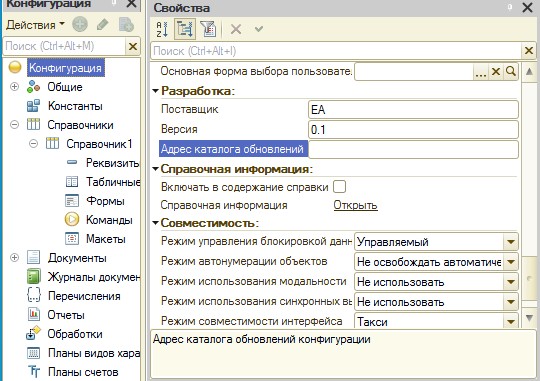 Конфигурация
Действия
Поиск (Ctrl+Alt+M)
Конфигурация
Общие
Константы
Справочники
Справочник1
Реквизиты
Табличные
Формы
Команды
Макеты
Документы
Журналы докумен
Перечисления
Отчеты
Обработки
Планы видов хара
Планы счетов
Свойства
Поиск (Ctrl+Alt+I)
Основная форма выбора пользовате.
Разработка:
Поставщик EA
Версия 0.1
Адрес каталога обновлений
Справочная информация:
Включать в содержание справки
Справочная информация Открыть
Совместимость:
Режим управления блокировкой данн Управляемый
Режим автонумерации объектов Не освобождать автоматиче
Режим использования модальности Не использовать
Режим использования синхронных вы Не использовать
Режим совместимости интерфейса Такси
Адрес каталога обновлений конфигурации